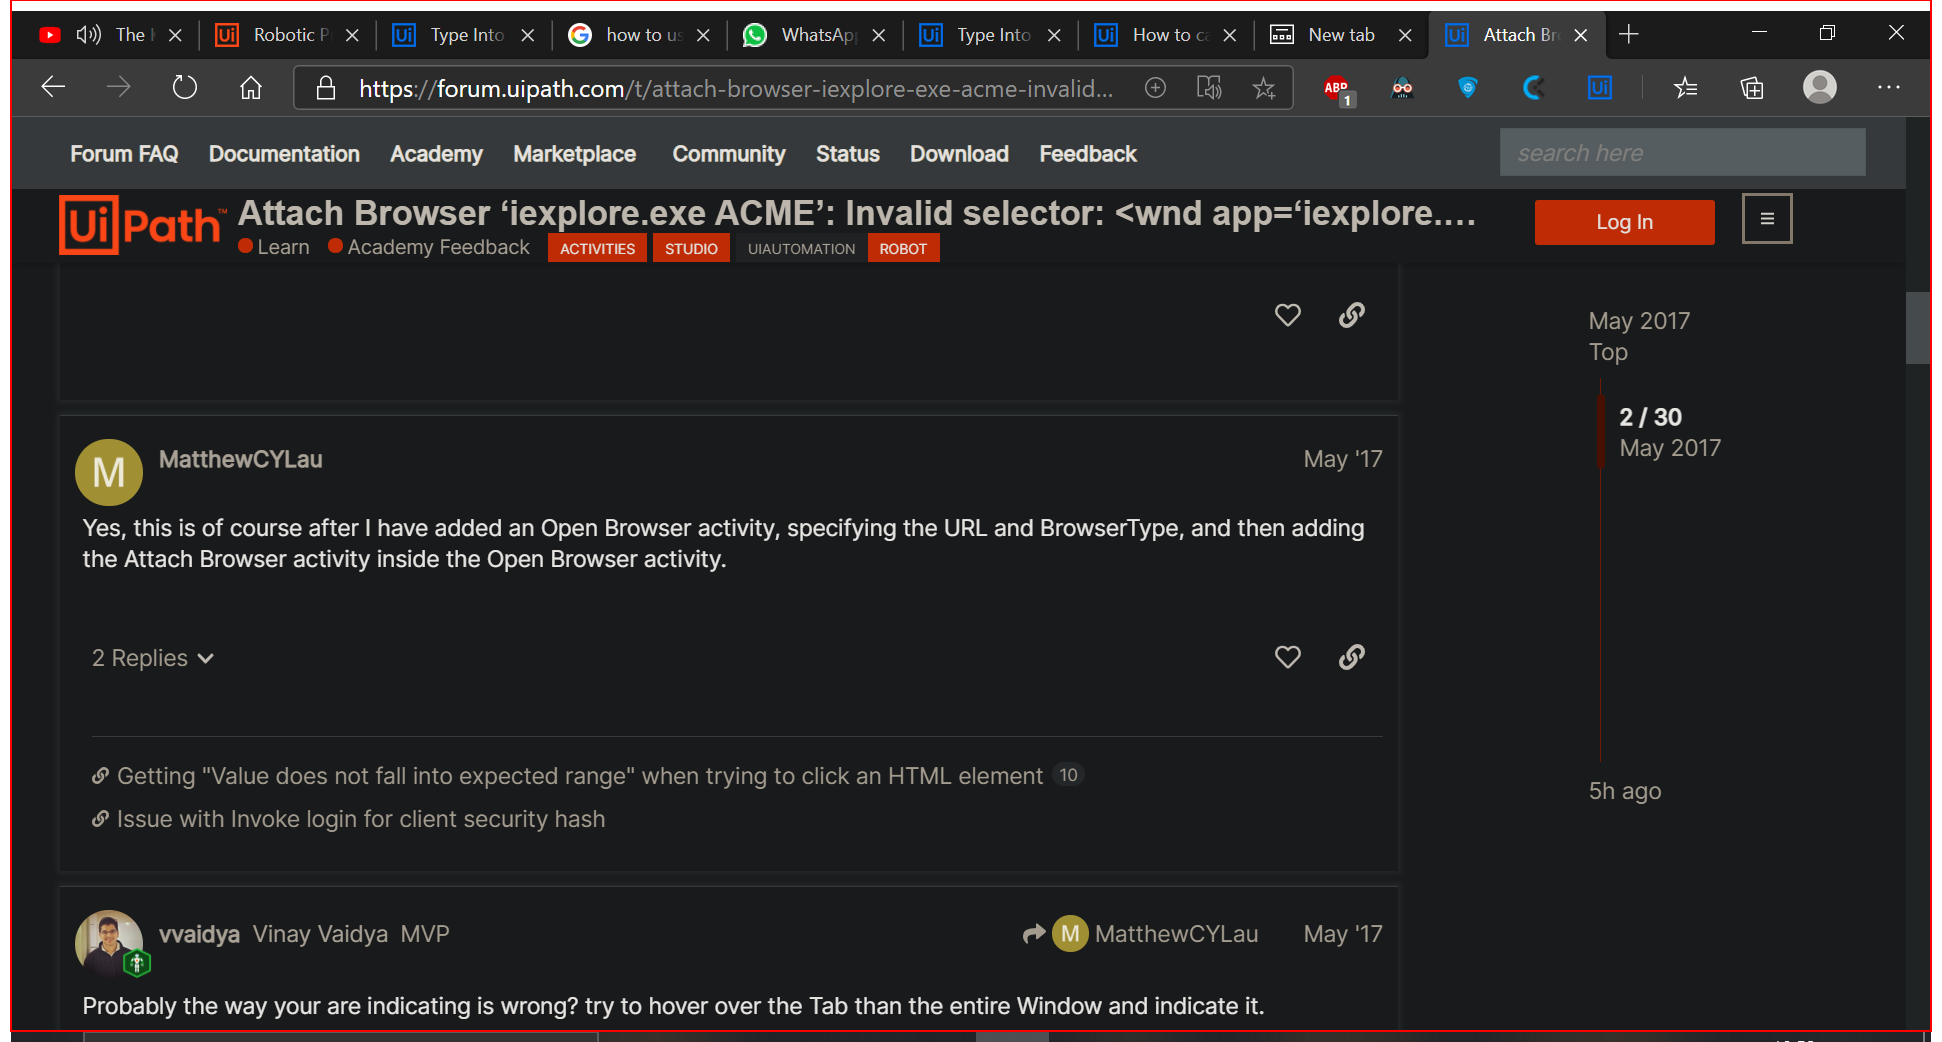 The
Robotic P
Type Into
how to us
WhatsApp
Type Into
How to ca
New tab
Attach Br
https://forum.uipath.com/t/attach-browser-iexplore-exe-acme-invalid...
ABP
1
Ui
Forum FAQ Documentation Academy Marketplace Community Status Download Feedback
search here
UiPath™
Attach Browser ‘iexplore.exe ACME’: Invalid selector: <wnd app=‘iexplore....
Learn Academy Feedback ACTIVITIES STUDIO UIAUTOMATION ROBOT
Log In
May 2017
Top
2 / 30
May 2017
5h ago
M
MatthewCYLau May '17
Yes, this is of course after I have added an Open Browser activity, specifying the URL and BrowserType, and then adding
the Attach Browser activity inside the Open Browser activity.
2 Replies
Getting "Value does not fall into expected range" when trying to click an HTML element 10
Issue with Invoke login for client security hash
vvaidya Vinay Vaidya MVP M MatthewCYLau May '17
Probably the way your are indicating is wrong? try to hover over the Tab than the entire Window and indicate it.